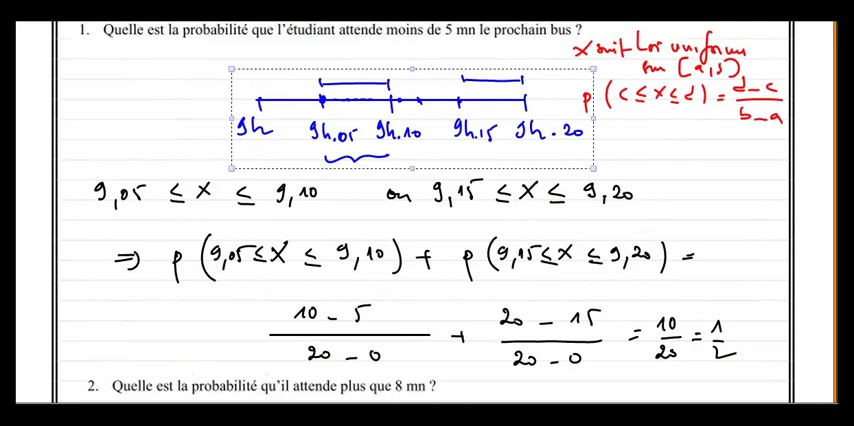 1. Quelle est la probabilité que l'étudiant attende moins de 5 mn le prochain bus ?
X suit Loi uniforme
sur [a,b]
P (c ≤ X ≤ d) = d-c / b-a
9h 9h.05 9h.10 9h.15 9h.20
9,05 ≤ X ≤ 9,10 ou 9,15 ≤ X ≤ 9,20
⇒ P (9,05 ≤ X ≤ 9,10) + P (9,15 ≤ X ≤ 9,20) =
10 - 5 / 20 - 0 + 20 - 15 / 20 - 0 = 10/20 = 1/2
2. Quelle est la probabilité qu'il attende plus que 8 mn ?